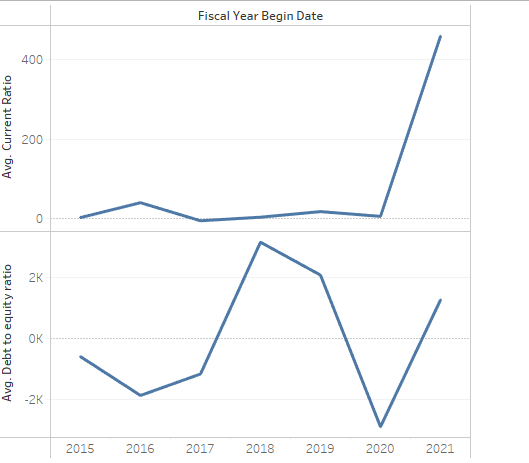 Fiscal Year Begin Date
Avg. Current Ratio
400
200
0
Avg. Debt to equity ratio
2K
0K
-2K
2015 2016 2017 2018 2019 2020 2021